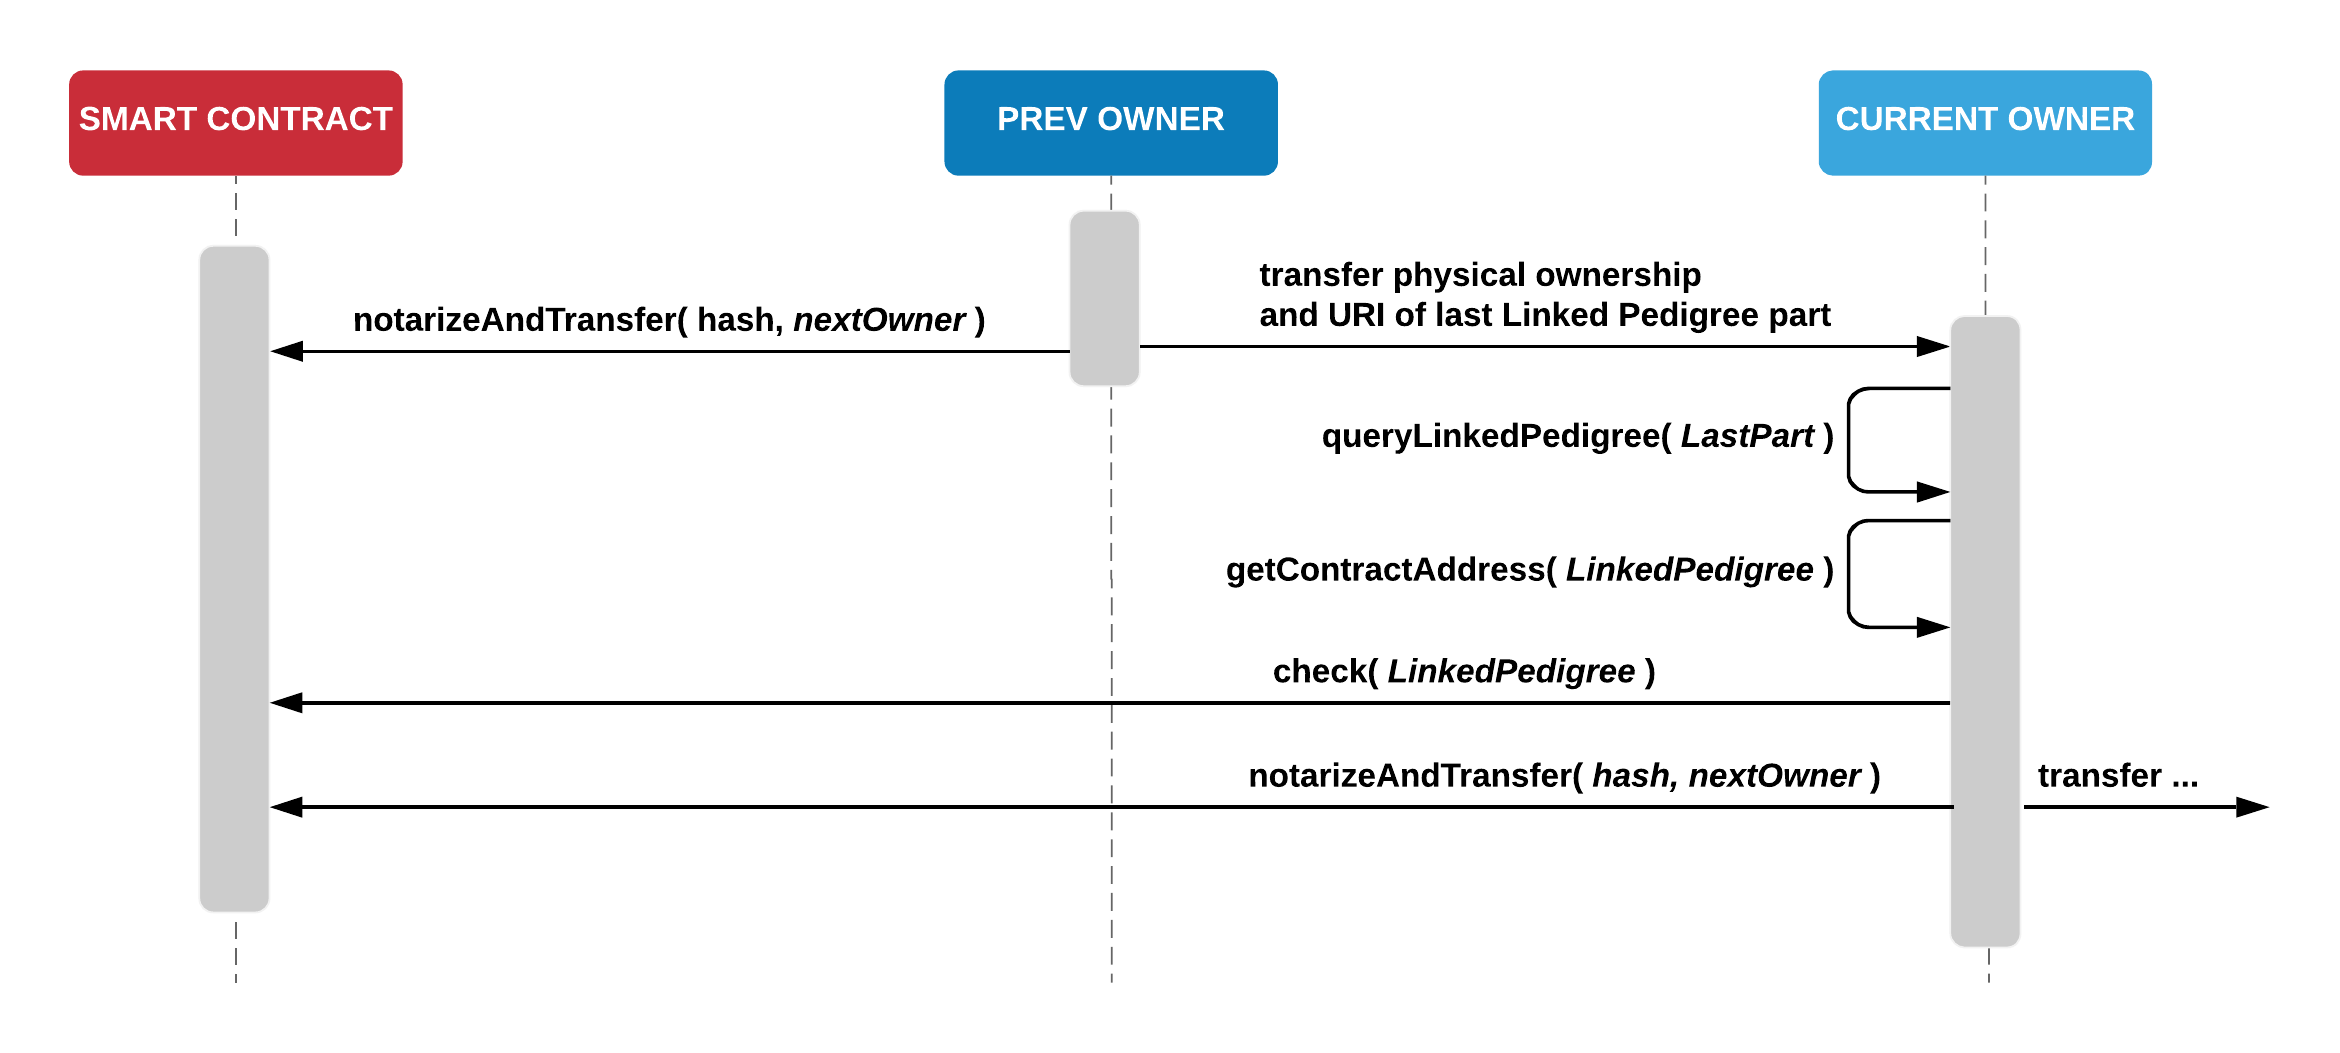 SMART CONTRACT
PREV OWNER
CURRENT OWNER
transfer physical ownership
and URI of last Linked Pedigree part
notarizeAndTransfer( hash, nextOwner )
queryLinkedPedigree( LastPart )
getContractAddress( LinkedPedigree )
check( LinkedPedigree )
notarizeAndTransfer( hash, nextOwner )
transfer ...